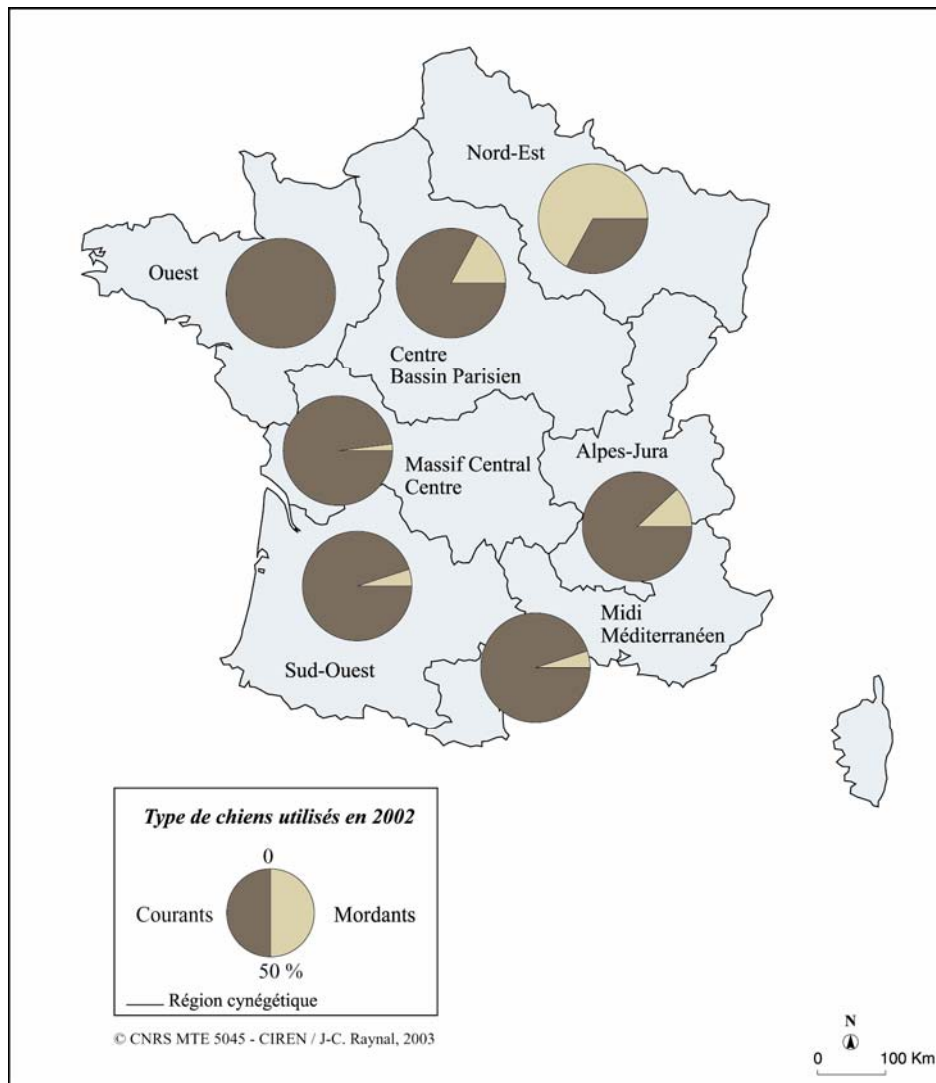 Nord-Est
Ouest
Centre
Bassin Parisien
Alpes-Jura
Massif Central
Centre
Midi
Méditerranéen
Sud-Ouest
Type de chiens utilisés en 2002
0
Courants
Mordants
50 %
Région cynégétique
© CNRS MTE 5045 - CIREN / J-C. Raynal, 2003
N
0 100 Km